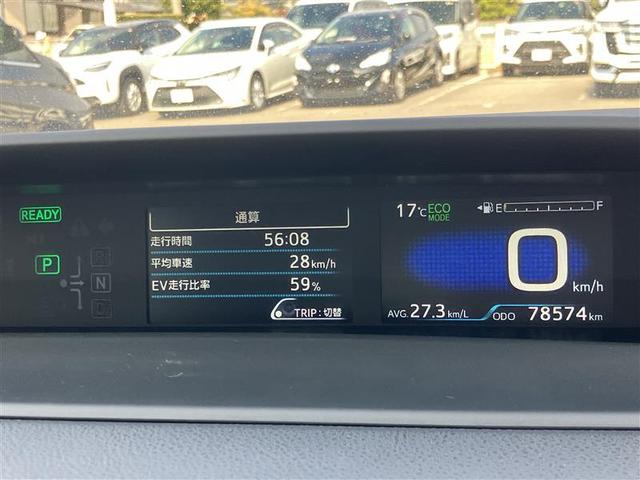 READY
P
R
N
通算
走行時間 56:08
平均車速 28km/h
EV走行比率 59%
TRIP:切替
17℃ ECO MODE E F
0 km/h
AVG. 27.3 km/L ODO 78574 km